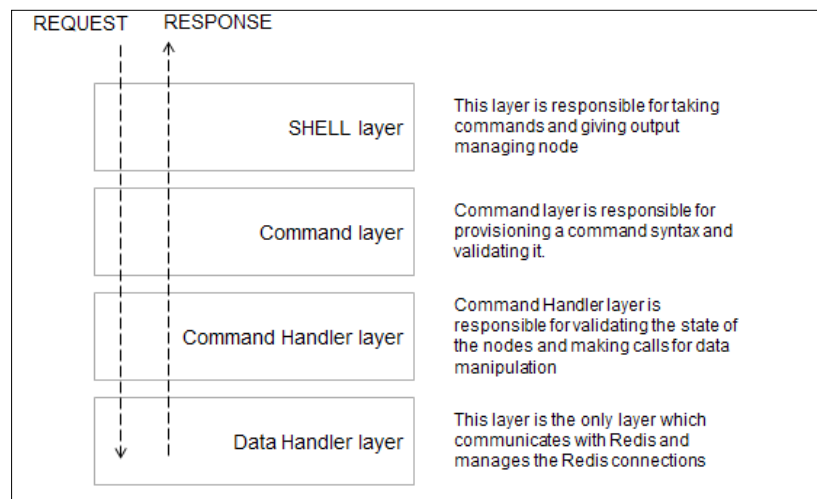 REQUEST RESPONSE
SHELL layer
This layer is responsible for taking
commands and giving output
managing node
Command layer
Command layer is responsible for
provisioning a command syntax and
validating it.
Command Handler layer
Command Handler layer is
responsible for validating the state of
the nodes and making calls for data
manipulation
Data Handler layer
This layer is the only layer which
communicates with Redis and
manages the Redis connections